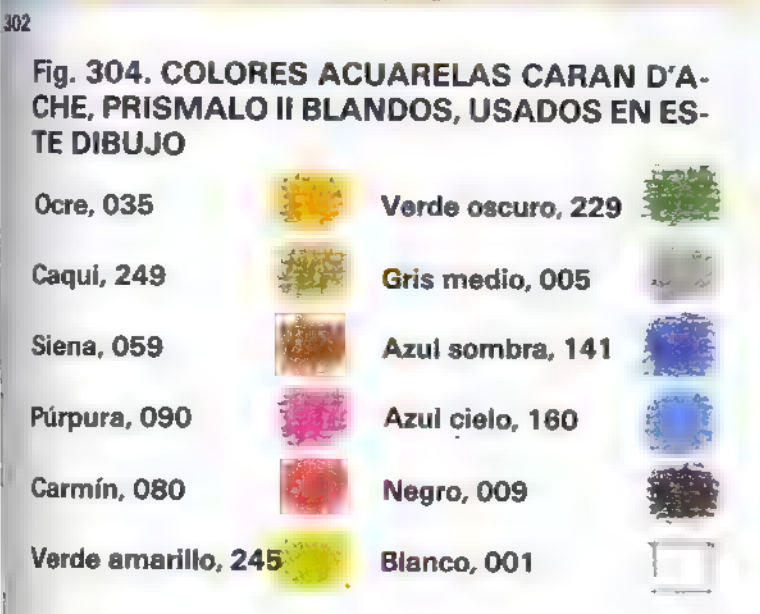 302
Fig. 304. COLORES ACUARELAS CARAN D'A-
CHE, PRISMALO II BLANDOS, USADOS EN ES-
TE DIBUJO
Ocre, 035
Caqui, 249
Siena, 059
Púrpura, 090
Carmín, 080
Verde amarillo, 245
Verde oscuro, 229
Gris medio, 005
Azul sombra, 141
Azul cielo, 160
Negro, 009
Blanco, 001